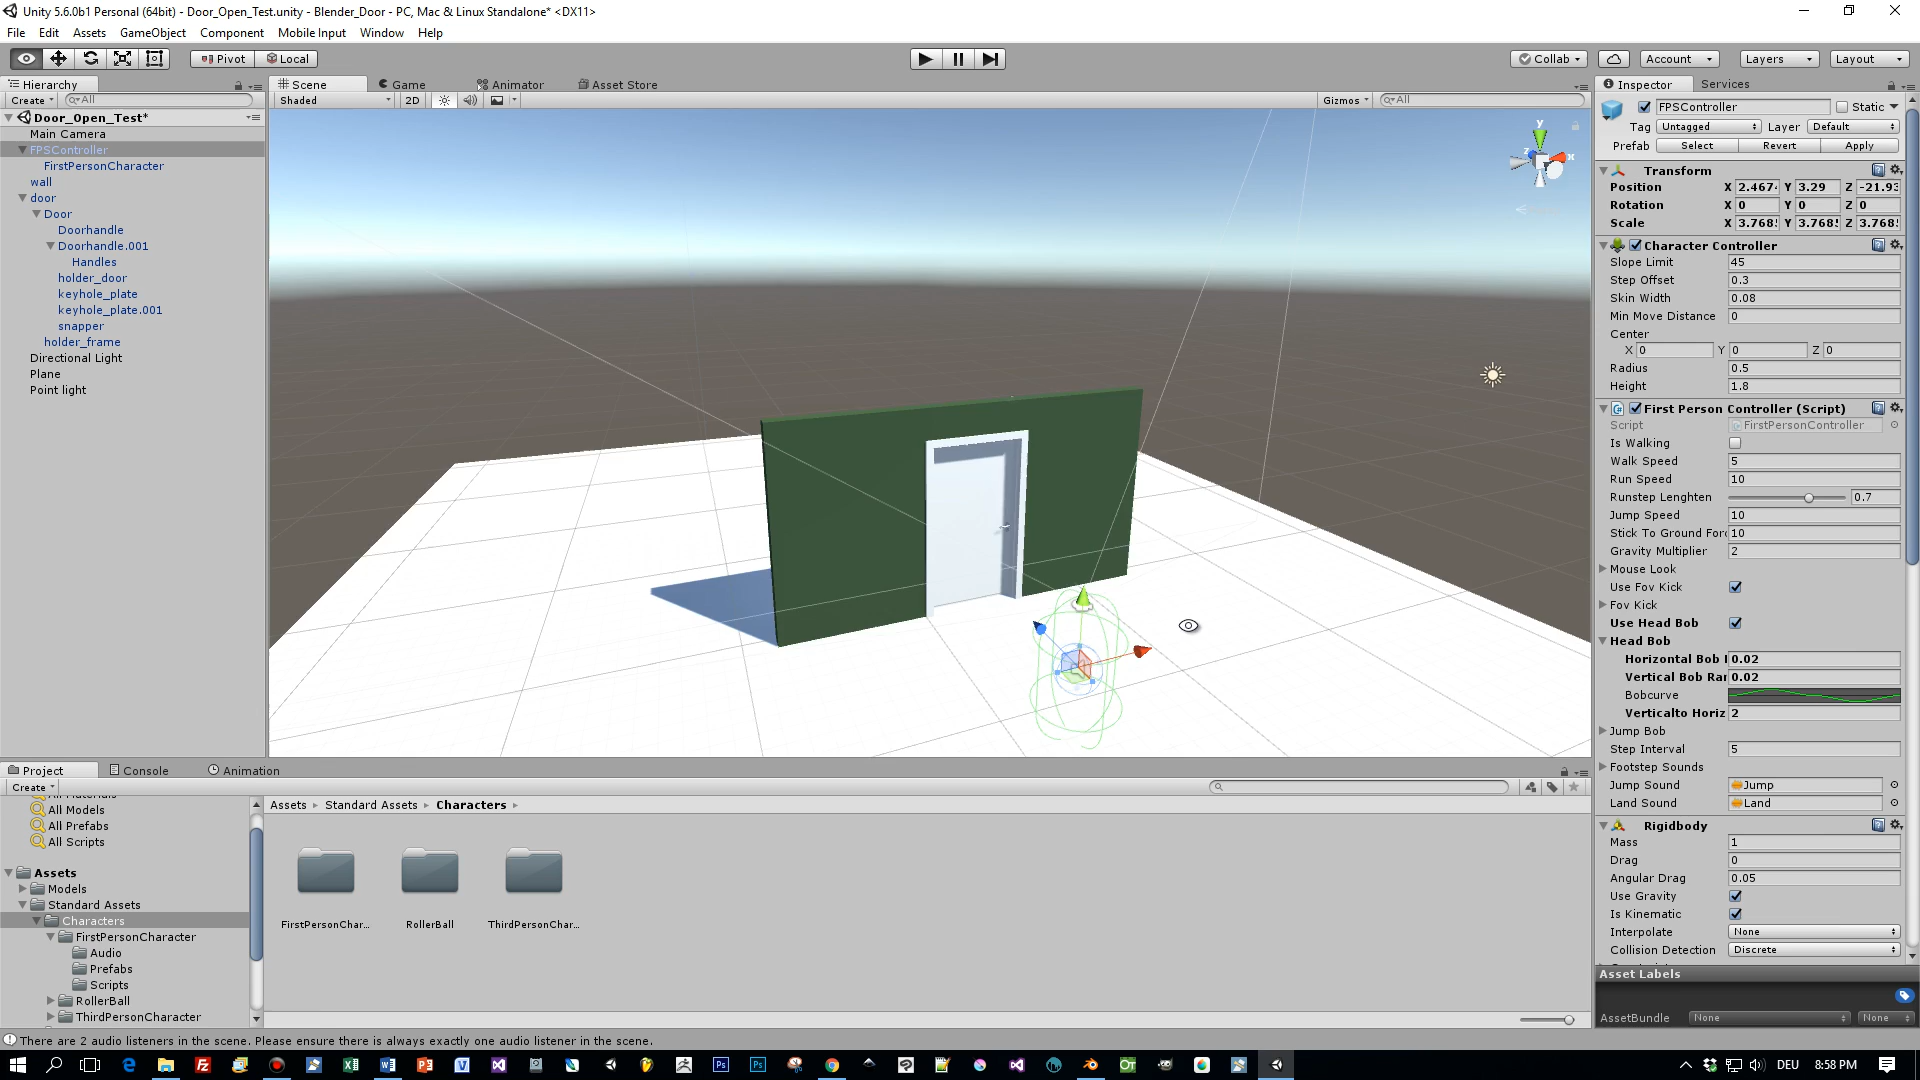 Unity 5.6.0b1 Personal (64bit) - Door_Open_Test.unity - Blender_Door - PC, Mac & Linux Standalone* <DX11>
File Edit Assets GameObject Component Mobile Input Window Help
Pivot Local Collab Account Layers Layout
Hierarchy
Create All
Door_Open_Test*
Main Camera
FPSController
FirstPersonCharacter
wall
door
Door
Doorhandle
Doorhandle.001
Handles
holder_door
keyhole_plate
keyhole_plate.001
snapper
holder_frame
Directional Light
Plane
Point light
Scene Game Animator Asset Store
Shaded 2D Gizmos All
y
x
z
Inspector Services
FPSController Static
Tag Untagged Layer Default
Prefab Select Revert Apply
Transform
Position X 2.467 Y 3.29 Z -21.93
Rotation X 0 Y 0 Z 0
Scale X 3.768 Y 3.768 Z 3.768
Character Controller
Slope Limit 45
Step Offset 0.3
Skin Width 0.08
Min Move Distance 0
Center
X 0 Y 0 Z 0
Radius 0.5
Height 1.8
First Person Controller (Script)
Script FirstPersonController
Is Walking
Walk Speed 5
Run Speed 10
Runstep Lenghten 0.7
Jump Speed 10
Stick To Ground For 10
Gravity Multiplier 2
Mouse Look
Use Fov Kick
Fov Kick
Use Head Bob
Head Bob
Horizontal Bob 0.02
Vertical Bob Ra 0.02
Bobcurve
Verticalto Horiz 2
Jump Bob
Step Interval 5
Footstep Sounds
Jump Sound Jump
Land Sound Land
Rigidbody
Mass 1
Drag 0
Angular Drag 0.05
Use Gravity
Is Kinematic
Interpolate None
Collision Detection Discrete
Asset Labels
AssetBundle None None
Project Console Animation
Create
All Models
All Prefabs
All Scripts
Assets
Models
Standard Assets
Characters
FirstPersonCharacter
Audio
Prefabs
Scripts
RollerBall
ThirdPersonCharacter
Assets Standard Assets Characters
FirstPersonChar... RollerBall ThirdPersonChar...
There are 2 audio listeners in the scene. Please ensure there is always exactly one audio listener in the scene.
DEU 8:58 PM